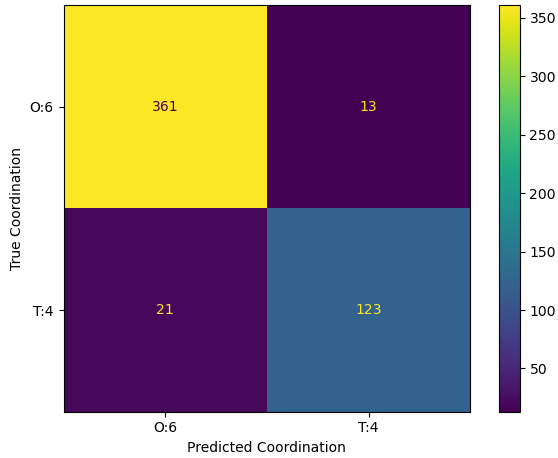 True Coordination
O:6
T:4
361
13
21
123
O:6
T:4
Predicted Coordination
350
300
250
200
150
100
50